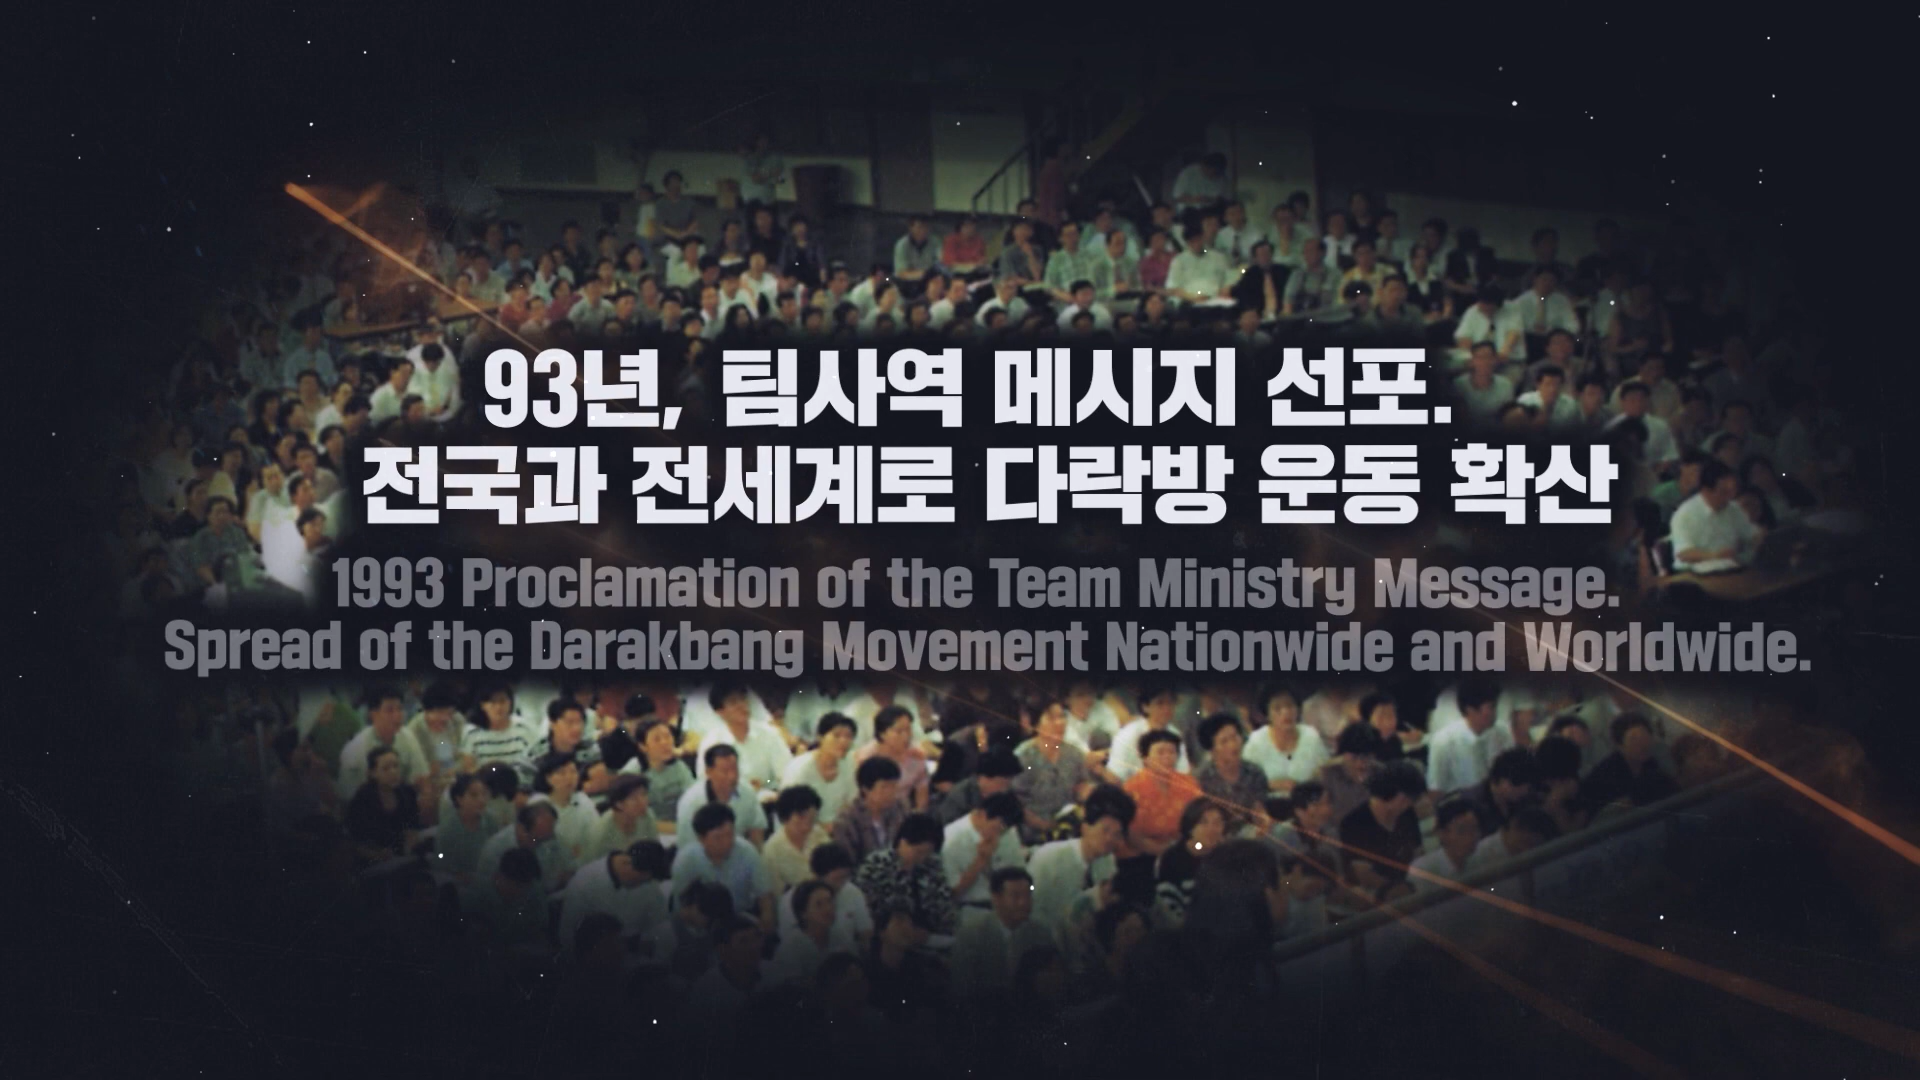 93년, 팀사역 메시지 선포.
전국과 전세계로 다락방 운동 확산
1993 Proclamation of the Team Ministry Message.
Spread of the Darakbang Movement Nationwide and Worldwide.